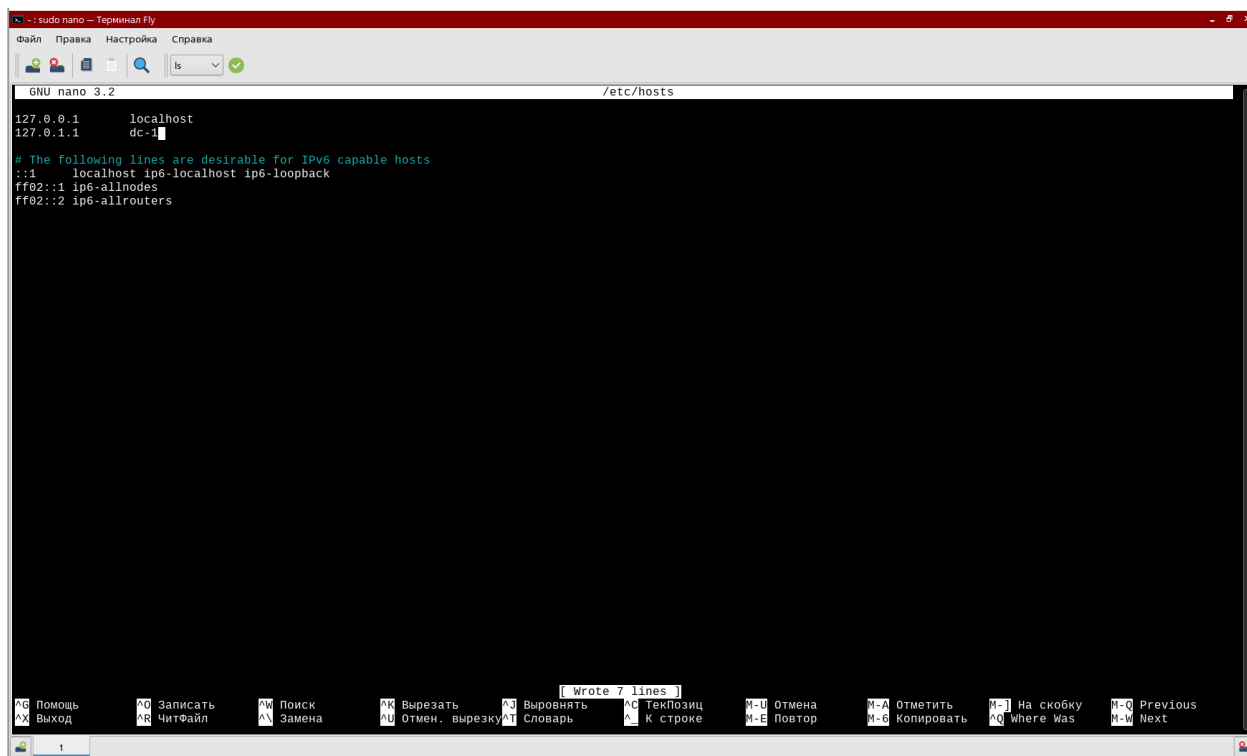 - : sudo nano — Терминал Fly
Файл Правка Настройка Справка
ls
GNU nano 3.2 /etc/hosts
127.0.0.1 localhost
127.0.1.1 dc-1
# The following lines are desirable for IPv6 capable hosts
::1 localhost ip6-localhost ip6-loopback
ff02::1 ip6-allnodes
ff02::2 ip6-allrouters
[ Wrote 7 lines ]
^G Помощь ^O Записать ^W Поиск ^K Вырезать ^J Выровнять ^C ТекПозиц M-U Отмена M-A Отметить M-] На скобку M-Q Previous
^X Выход ^R ЧитФайл ^\ Замена ^U Отмен. вырезку ^T Словарь ^_ К строке M-E Повтор M-6 Копировать ^Q Where Was M-W Next
1